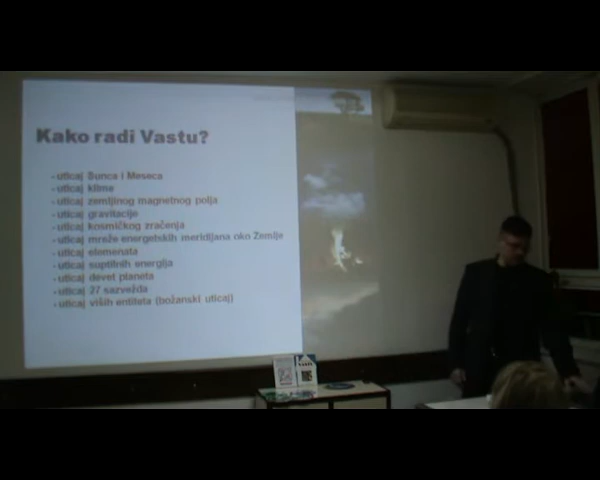 Kako radi Vastu?
- uticaj Sunca i Meseca
- uticaj klime
- uticaj zemljinog magnetnog polja
- uticaj gravitacije
- uticaj kosmičkog zračenja
- uticaj mreže energetskih meridijana oko Zemlje
- uticaj elemenata
- uticaj suptilnih energija
- uticaj devet planeta
- uticaj 27 sazvežđa
- uticaj viših entiteta (božanski uticaj)